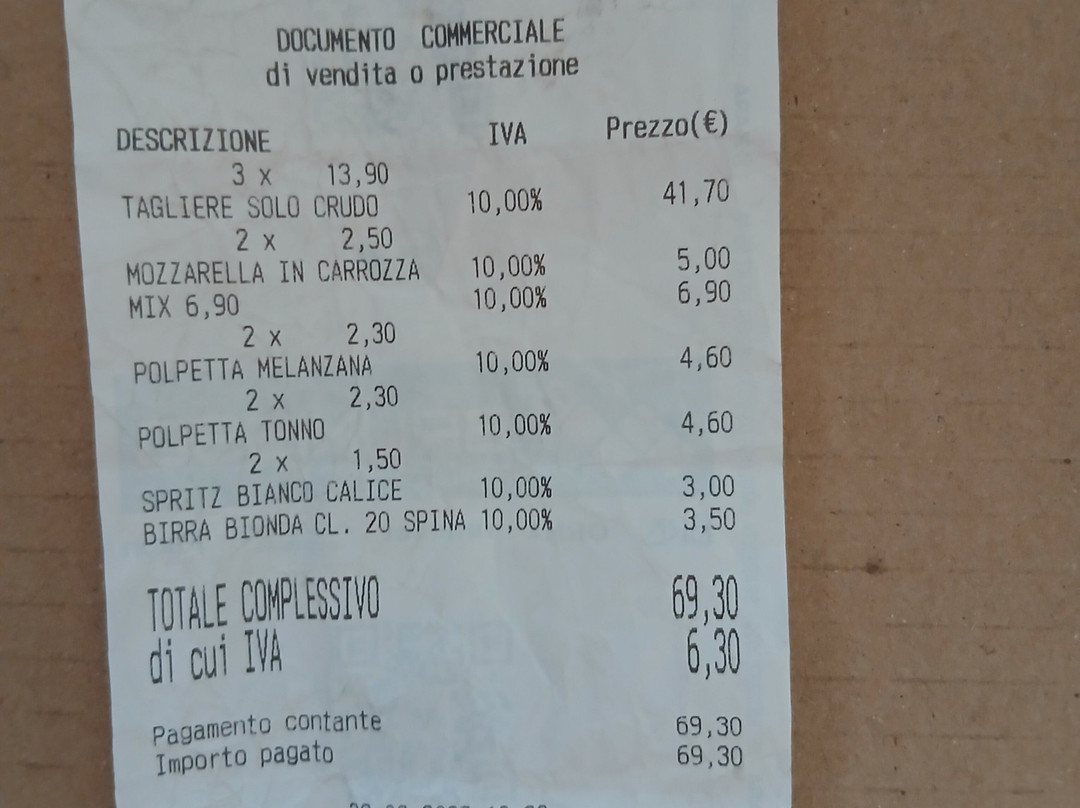 DOCUMENTO COMMERCIALE
di vendita o prestazione
DESCRIZIONE IVA Prezzo(€)
3 x 13,90
TAGLIERE SOLO CRUDO 10,00% 41,70
2 x 2,50
MOZZARELLA IN CARROZZA 10,00% 5,00
MIX 6,90 10,00% 6,90
2 x 2,30
POLPETTA MELANZANA 10,00% 4,60
2 x 2,30
POLPETTA TONNO 10,00% 4,60
2 x 1,50
SPRITZ BIANCO CALICE 10,00% 3,00
BIRRA BIONDA CL. 20 SPINA 10,00% 3,50
TOTALE COMPLESSIVO 69,30
di cui IVA 6,30
Pagamento contante 69,30
Importo pagato 69,30